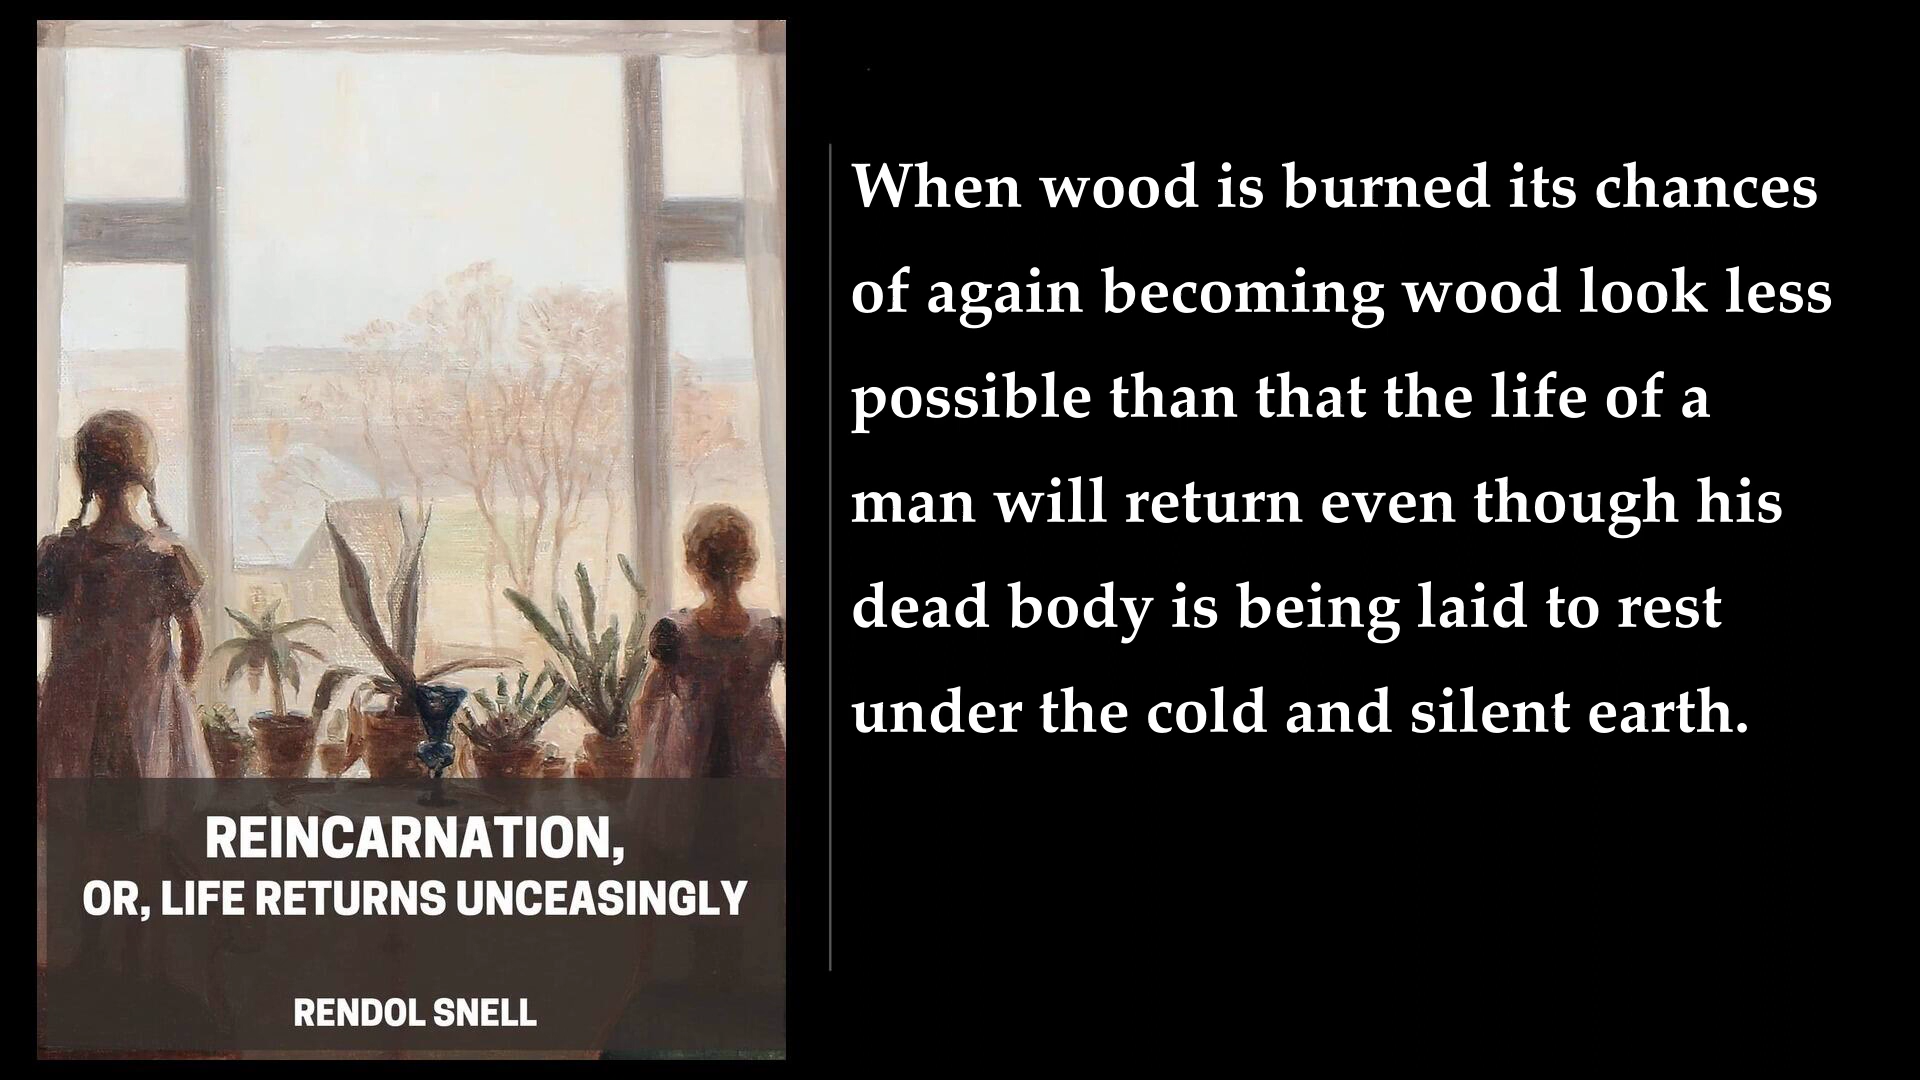 REINCARNATION,
OR, LIFE RETURNS UNCEASINGLY
RENDOL SNELL
When wood is burned its chances
of again becoming wood look less
possible than that the life of a
man will return even though his
dead body is being laid to rest
under the cold and silent earth.